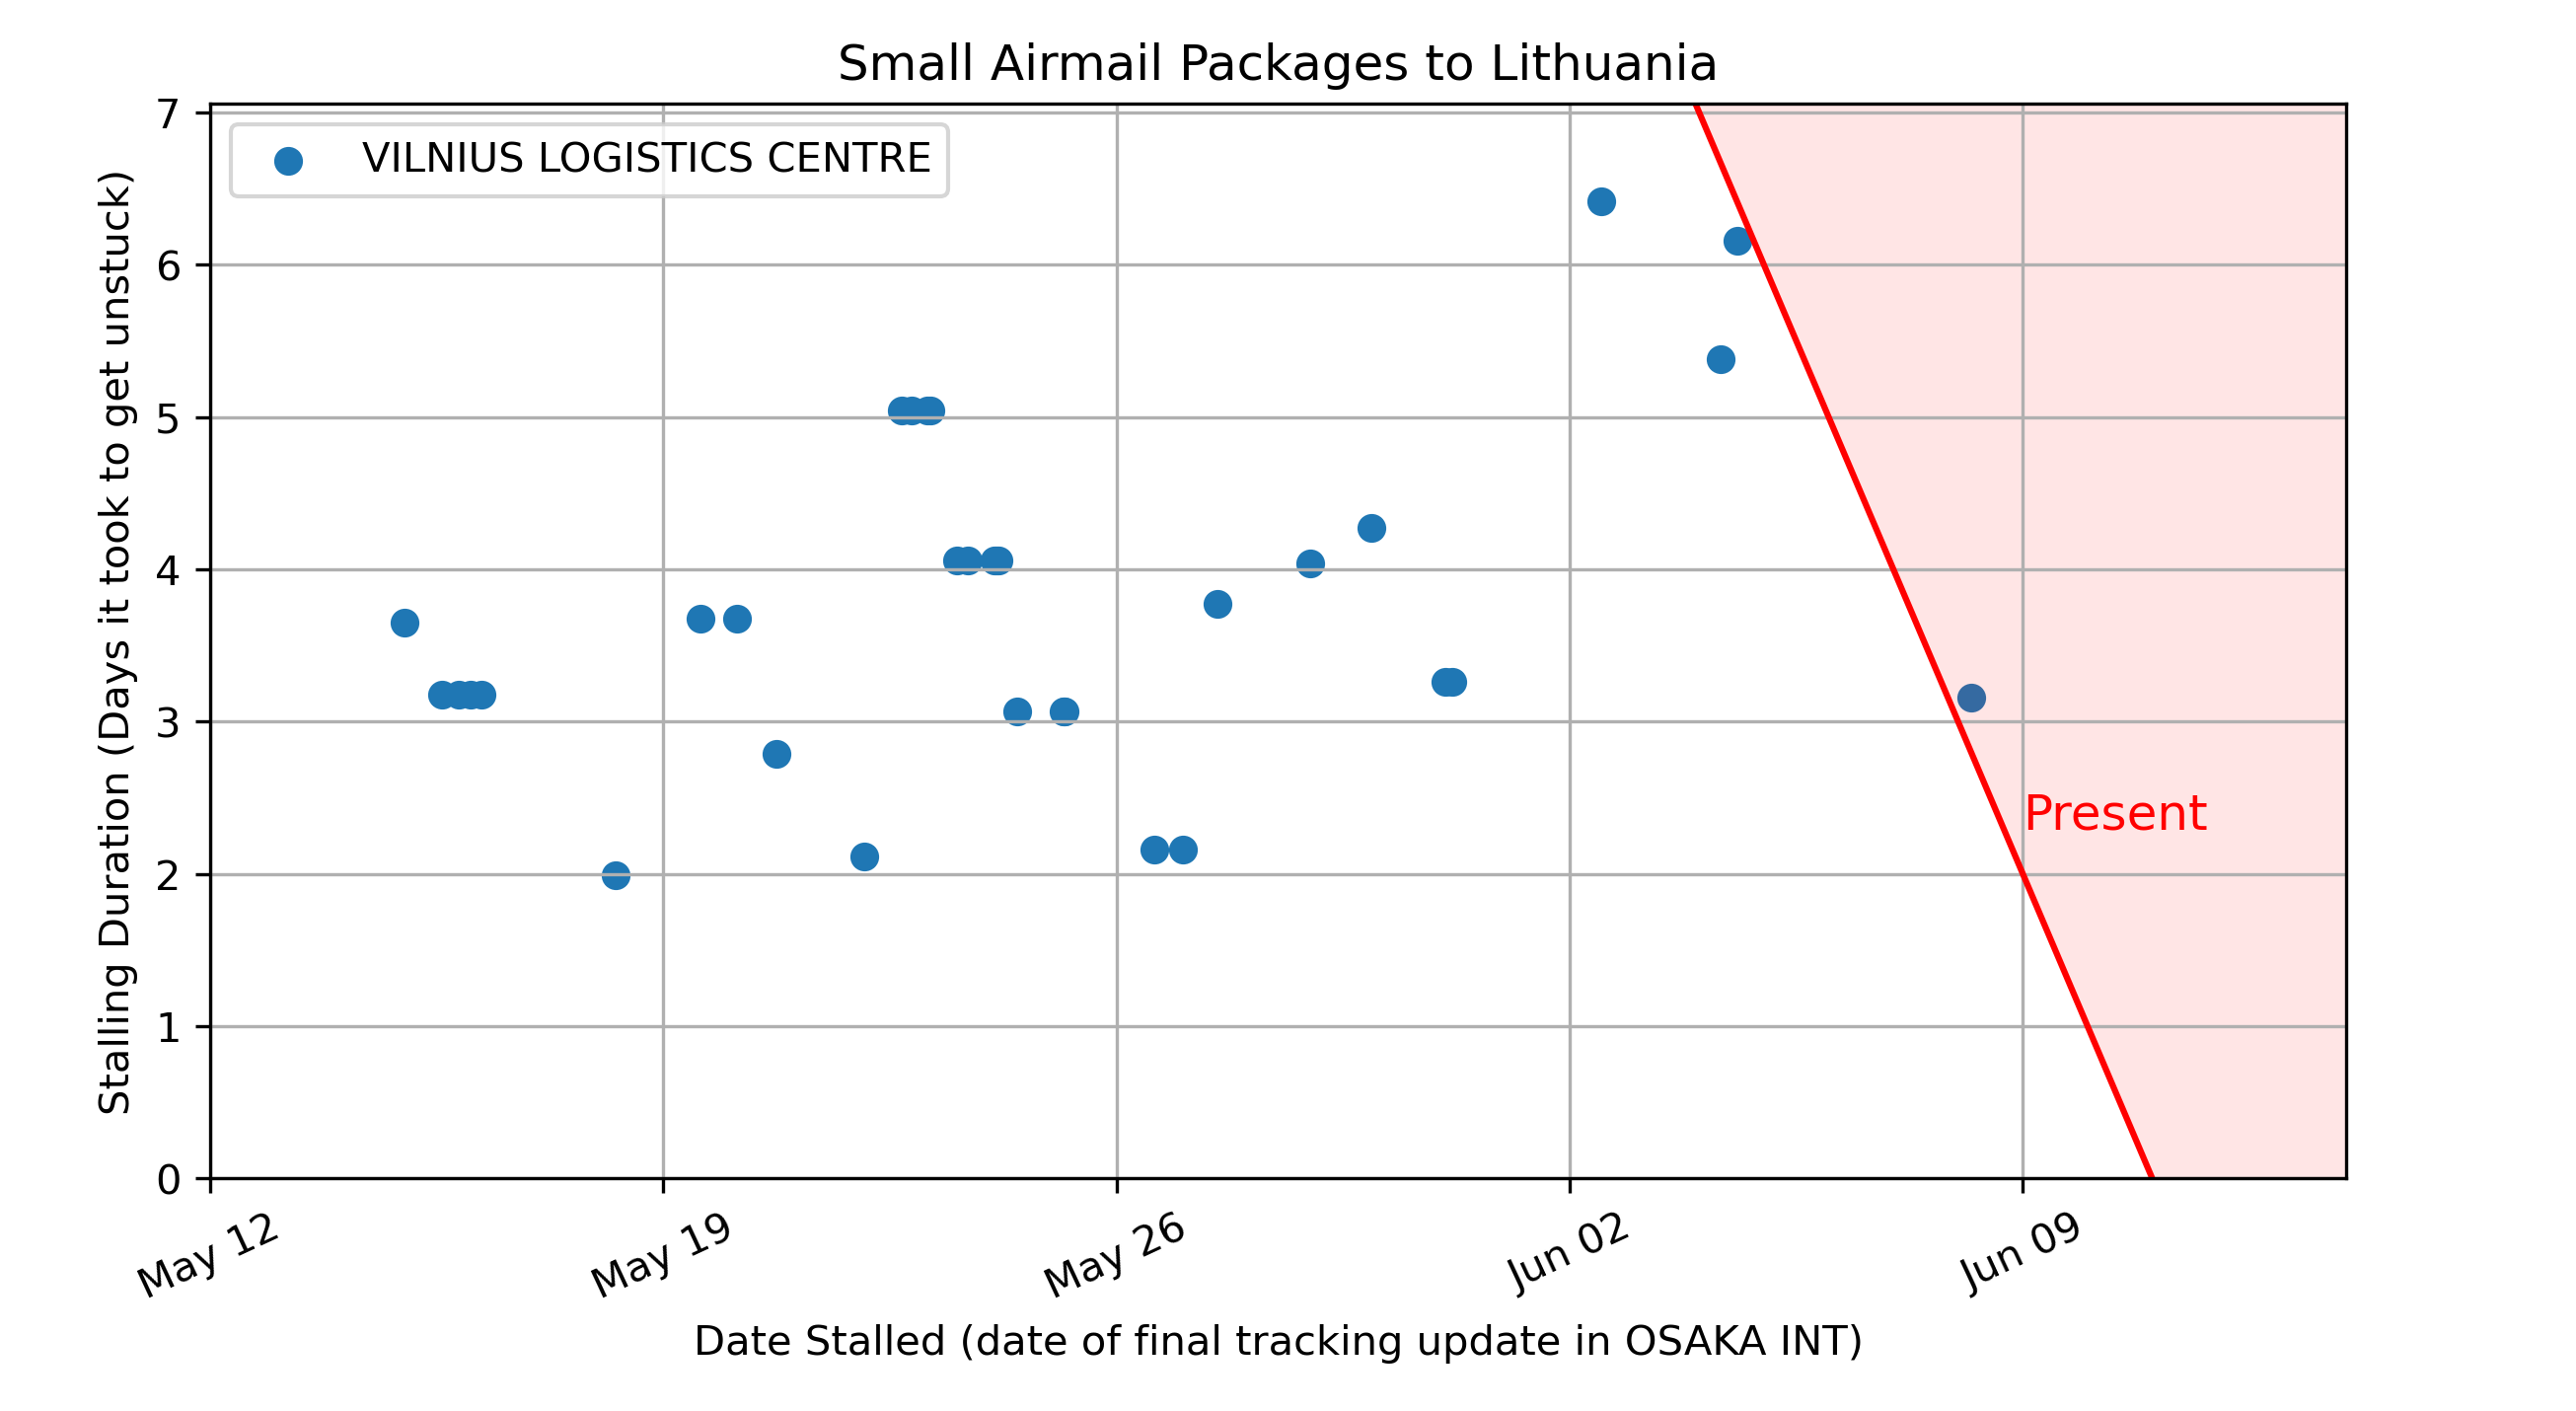 Small Airmail Packages to Lithuania
VILNIUS LOGISTICS CENTRE
Stalling Duration (Days it took to get unstuck)
7
6
5
4
3
2
1
0
Present
May 12
May 19
May 26
Jun 02
Jun 09
Date Stalled (date of final tracking update in OSAKA INT)